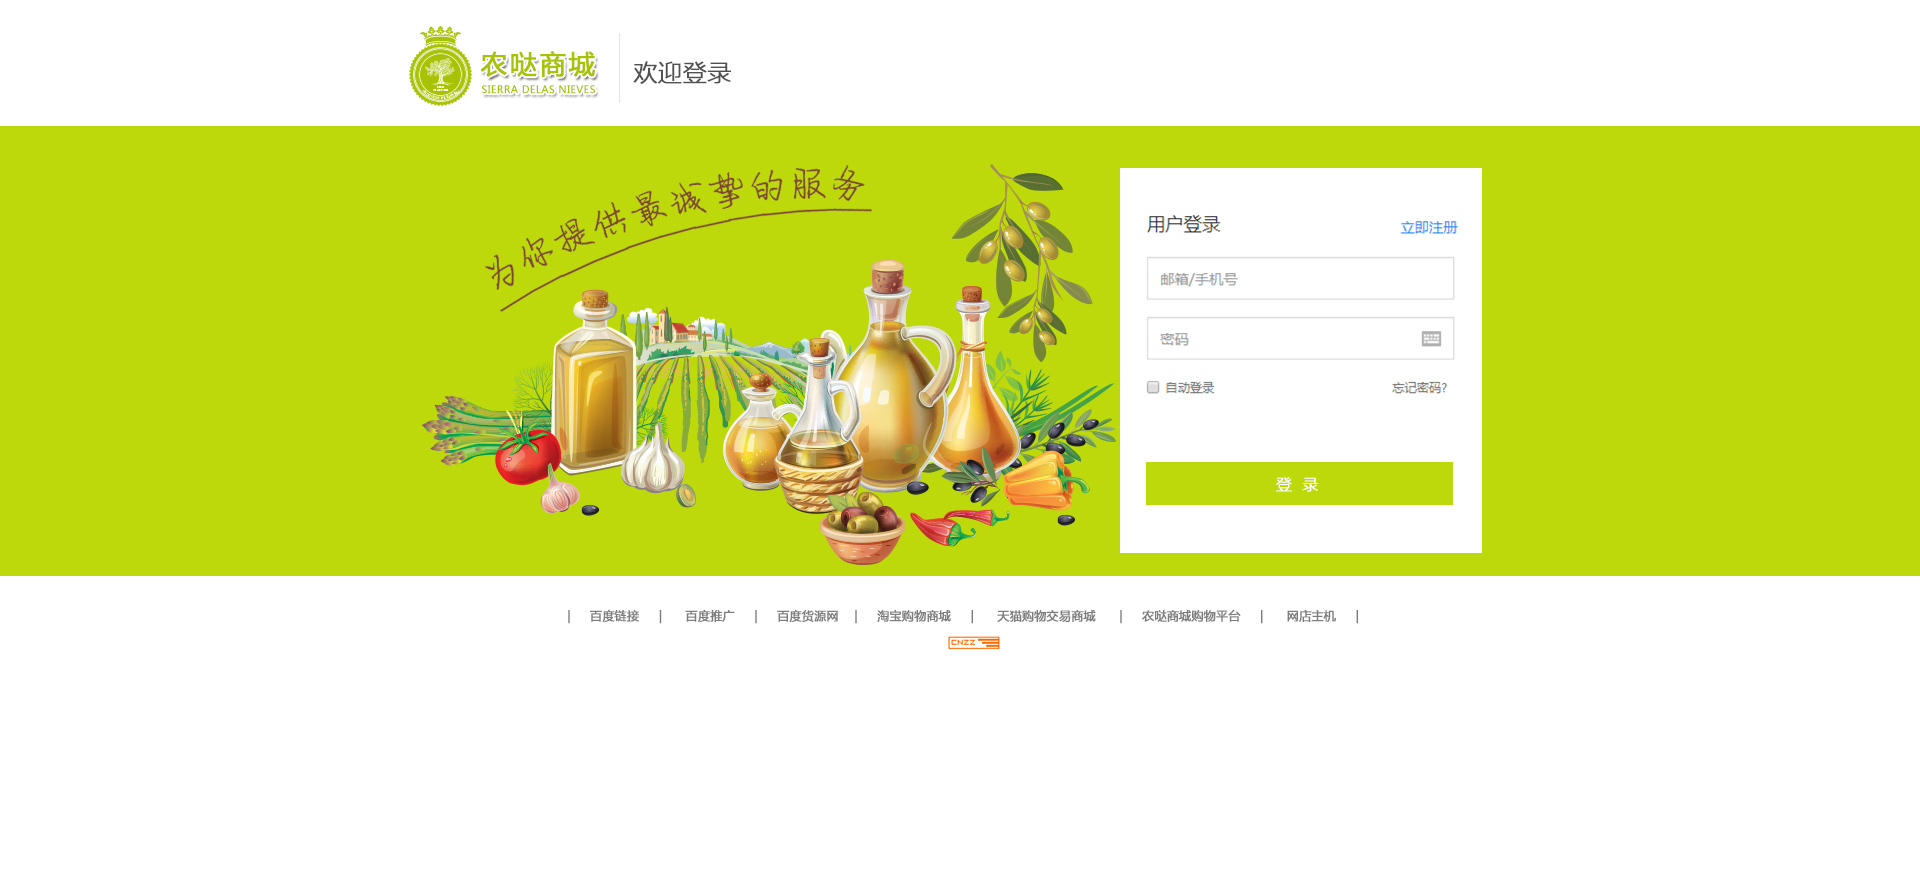 农哒商城
SIERRA DELAS NIEVES
欢迎登录
为你提供最诚挚的服务
用户登录
立即注册
邮箱/手机号
密码
自动登录
忘记密码?
登 录
| 百度链接 | 百度推广 | 百度货源网 | 淘宝购物商城 | 天猫购物交易商城 | 农哒商城购物平台 | 网店主机 |
CNZZ